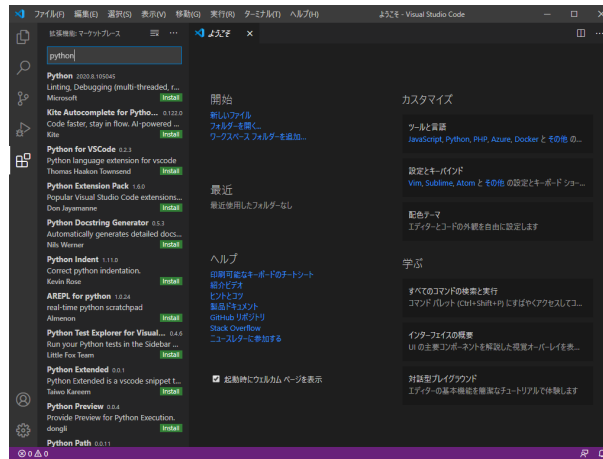 ファイル(F) 編集(E) 選択(S) 表示(V) 移動(G) 実行(R) ターミナル(T) ヘルプ(H) ようこそ - Visual Studio Code
拡張機能: マーケットプレース
python
Python 2020.8.105045
Linting, Debugging (multi-threaded, r...
Microsoft Install
Kite Autocomplete for Pytho... 0.122.0
Code faster, stay in flow. AI-powered ...
Kite Install
Python for VSCode 0.2.3
Python language extension for vscode
Thomas Haakon Townsend Install
Python Extension Pack 1.6.0
Popular Visual Studio Code extensions...
Don Jayamanne Install
Python Docstring Generator 0.5.3
Automatically generates detailed docs...
Nils Werner Install
Python Indent 1.11.0
Correct python indentation.
Kevin Rose Install
AREPL for python 1.0.24
real-time python scratchpad
Almenon Install
Python Test Explorer for Visual... 0.4.6
Run your Python tests in the Sidebar ...
Little Fox Team Install
Python Extended 0.0.1
Python Extended is a vscode snippet t...
Taiwo Kareem Install
Python Preview 0.0.4
Provide Preview for Python Execution.
dongli Install
Python Path 0.0.11
ようこそ
開始
新しいファイル
フォルダーを開く...
ワークスペース フォルダーを追加...
最近
最近使用したフォルダーなし
ヘルプ
印刷可能なキーボードのチートシート
紹介ビデオ
ヒントとコツ
製品ドキュメント
GitHub リポジトリ
Stack Overflow
ニュースレターに参加する
起動時にウェルカム ページを表示
カスタマイズ
ツールと言語
JavaScript, Python, PHP, Azure, Docker と その他 の...
設定とキーバインド
Vim, Sublime, Atom と その他 の設定とキーボード ショー...
配色テーマ
エディターとコードの外観を自由に設定します
学ぶ
すべてのコマンドの検索と実行
コマンド パレット (Ctrl+Shift+P) にすばやくアクセスしてコ...
インターフェイスの概要
UI の主要コンポーネントを解説した視覚オーバーレイを表...
対話型プレイグラウンド
エディターの基本機能を簡潔なチュートリアルで体験します
0 0